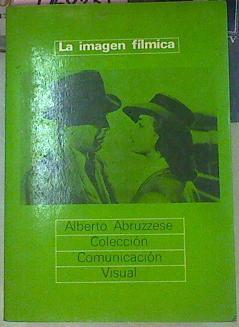 La imagen fílmica
Alberto Abruzzese
Colección
Comunicación
Visual